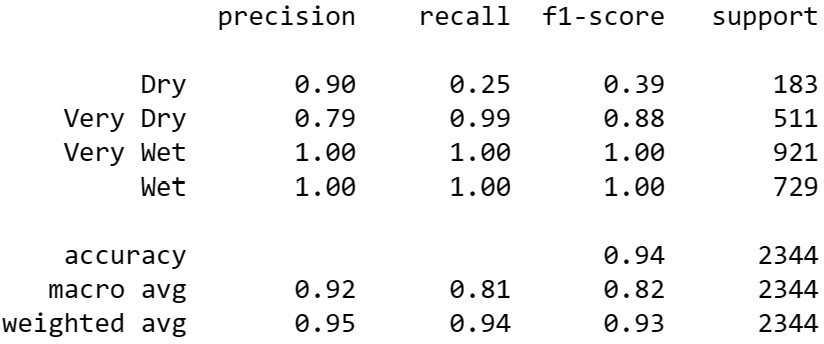 precision recall f1-score support
Dry 0.90 0.25 0.39 183
Very Dry 0.79 0.99 0.88 511
Very Wet 1.00 1.00 1.00 921
Wet 1.00 1.00 1.00 729
accuracy 0.94 2344
macro avg 0.92 0.81 0.82 2344
weighted avg 0.95 0.94 0.93 2344